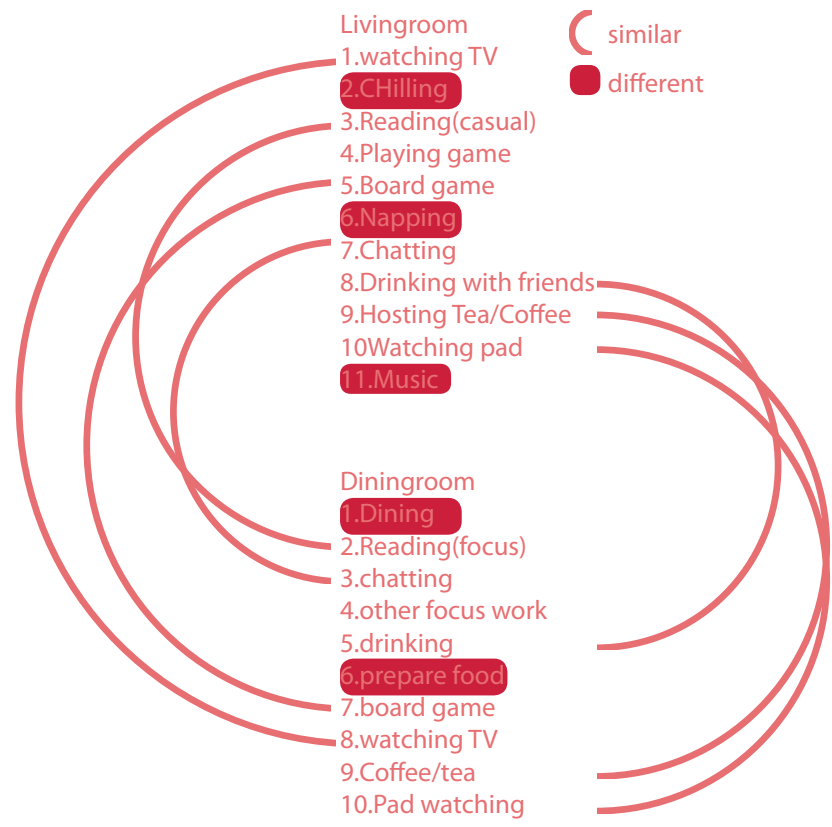 Livingroom
1.watching TV
2.CHilling
3.Reading(casual)
4.Playing game
5.Board game
6.Napping
7.Chatting
8.Drinking with friends
9.Hosting Tea/Coffee
10Watching pad
11.Music
similar
different
Diningroom
1.Dining
2.Reading(focus)
3.chatting
4.other focus work
5.drinking
6.prepare food
7.board game
8.watching TV
9.Coffee/tea
10.Pad watching